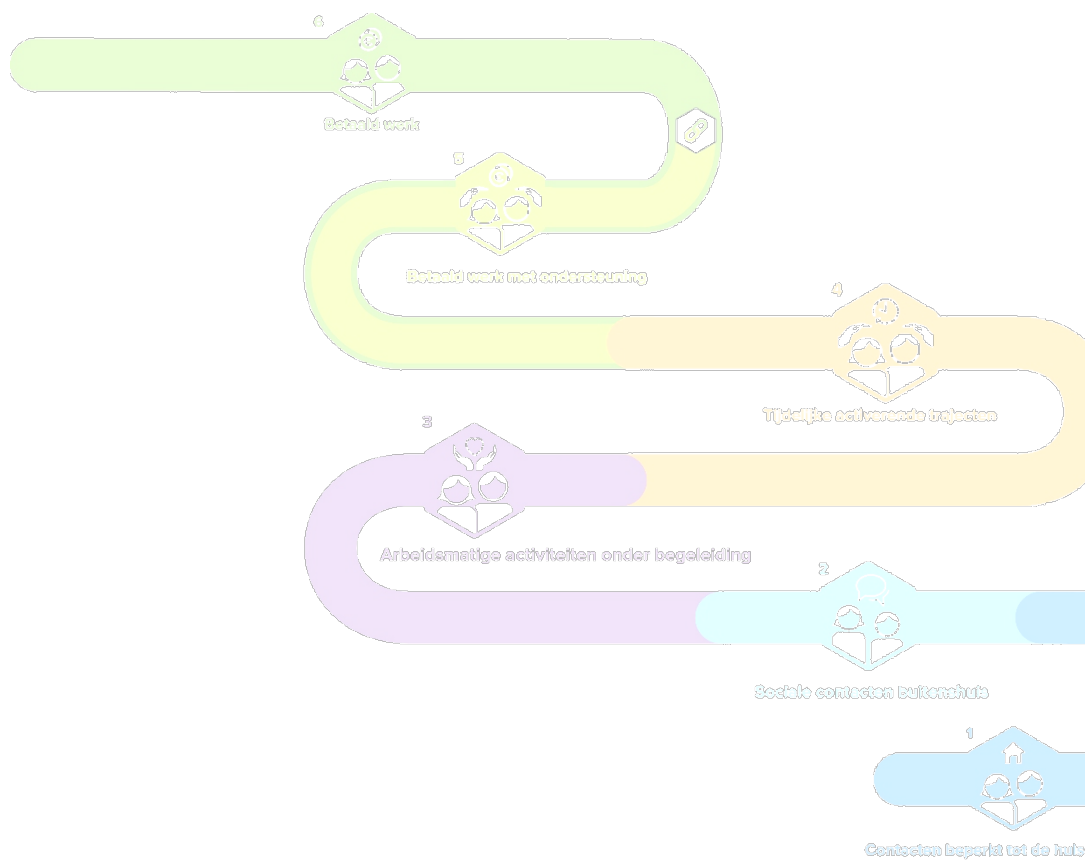 6
Betaald werk
5
Betaald werk met ondersteuning
4
Tijdelijke activerende trajecten
3
Arbeidsmatige activiteiten onder begeleiding
2
Sociale contacten buitenshuis
1
Contacten beperkt tot de huis